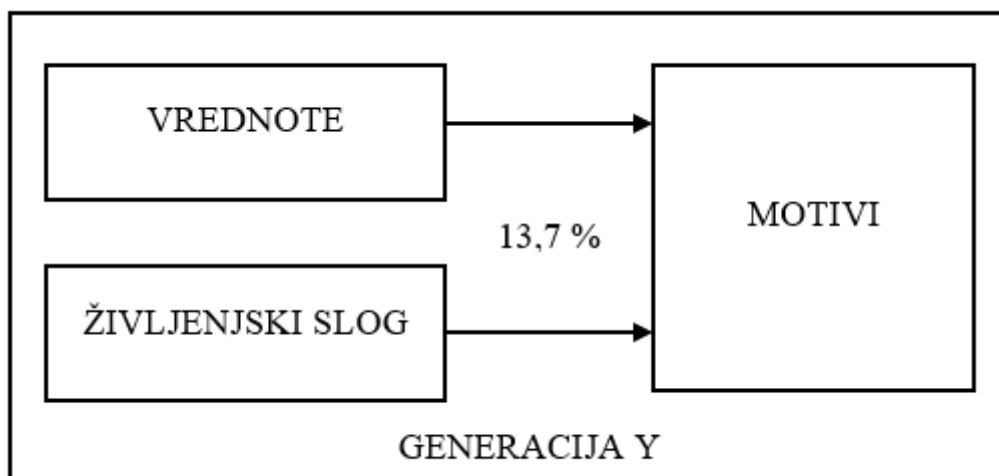 VREDNOTE
MOTIVI
13,7 %
ŽIVLJENJSKI SLOG
GENERACIJA Y